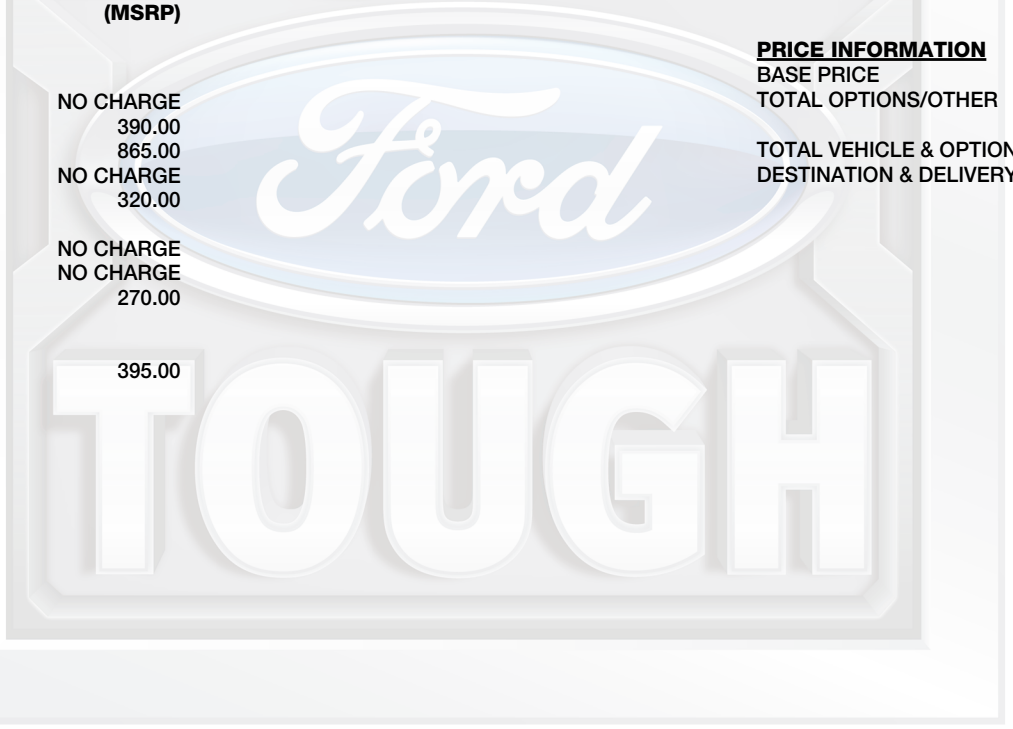 (MSRP)
NO CHARGE
390.00
865.00
NO CHARGE
320.00
NO CHARGE
NO CHARGE
270.00
395.00
PRICE INFORMATION
BASE PRICE
TOTAL OPTIONS/OTHER
TOTAL VEHICLE & OPTION
DESTINATION & DELIVERY
Ford
TOUGH